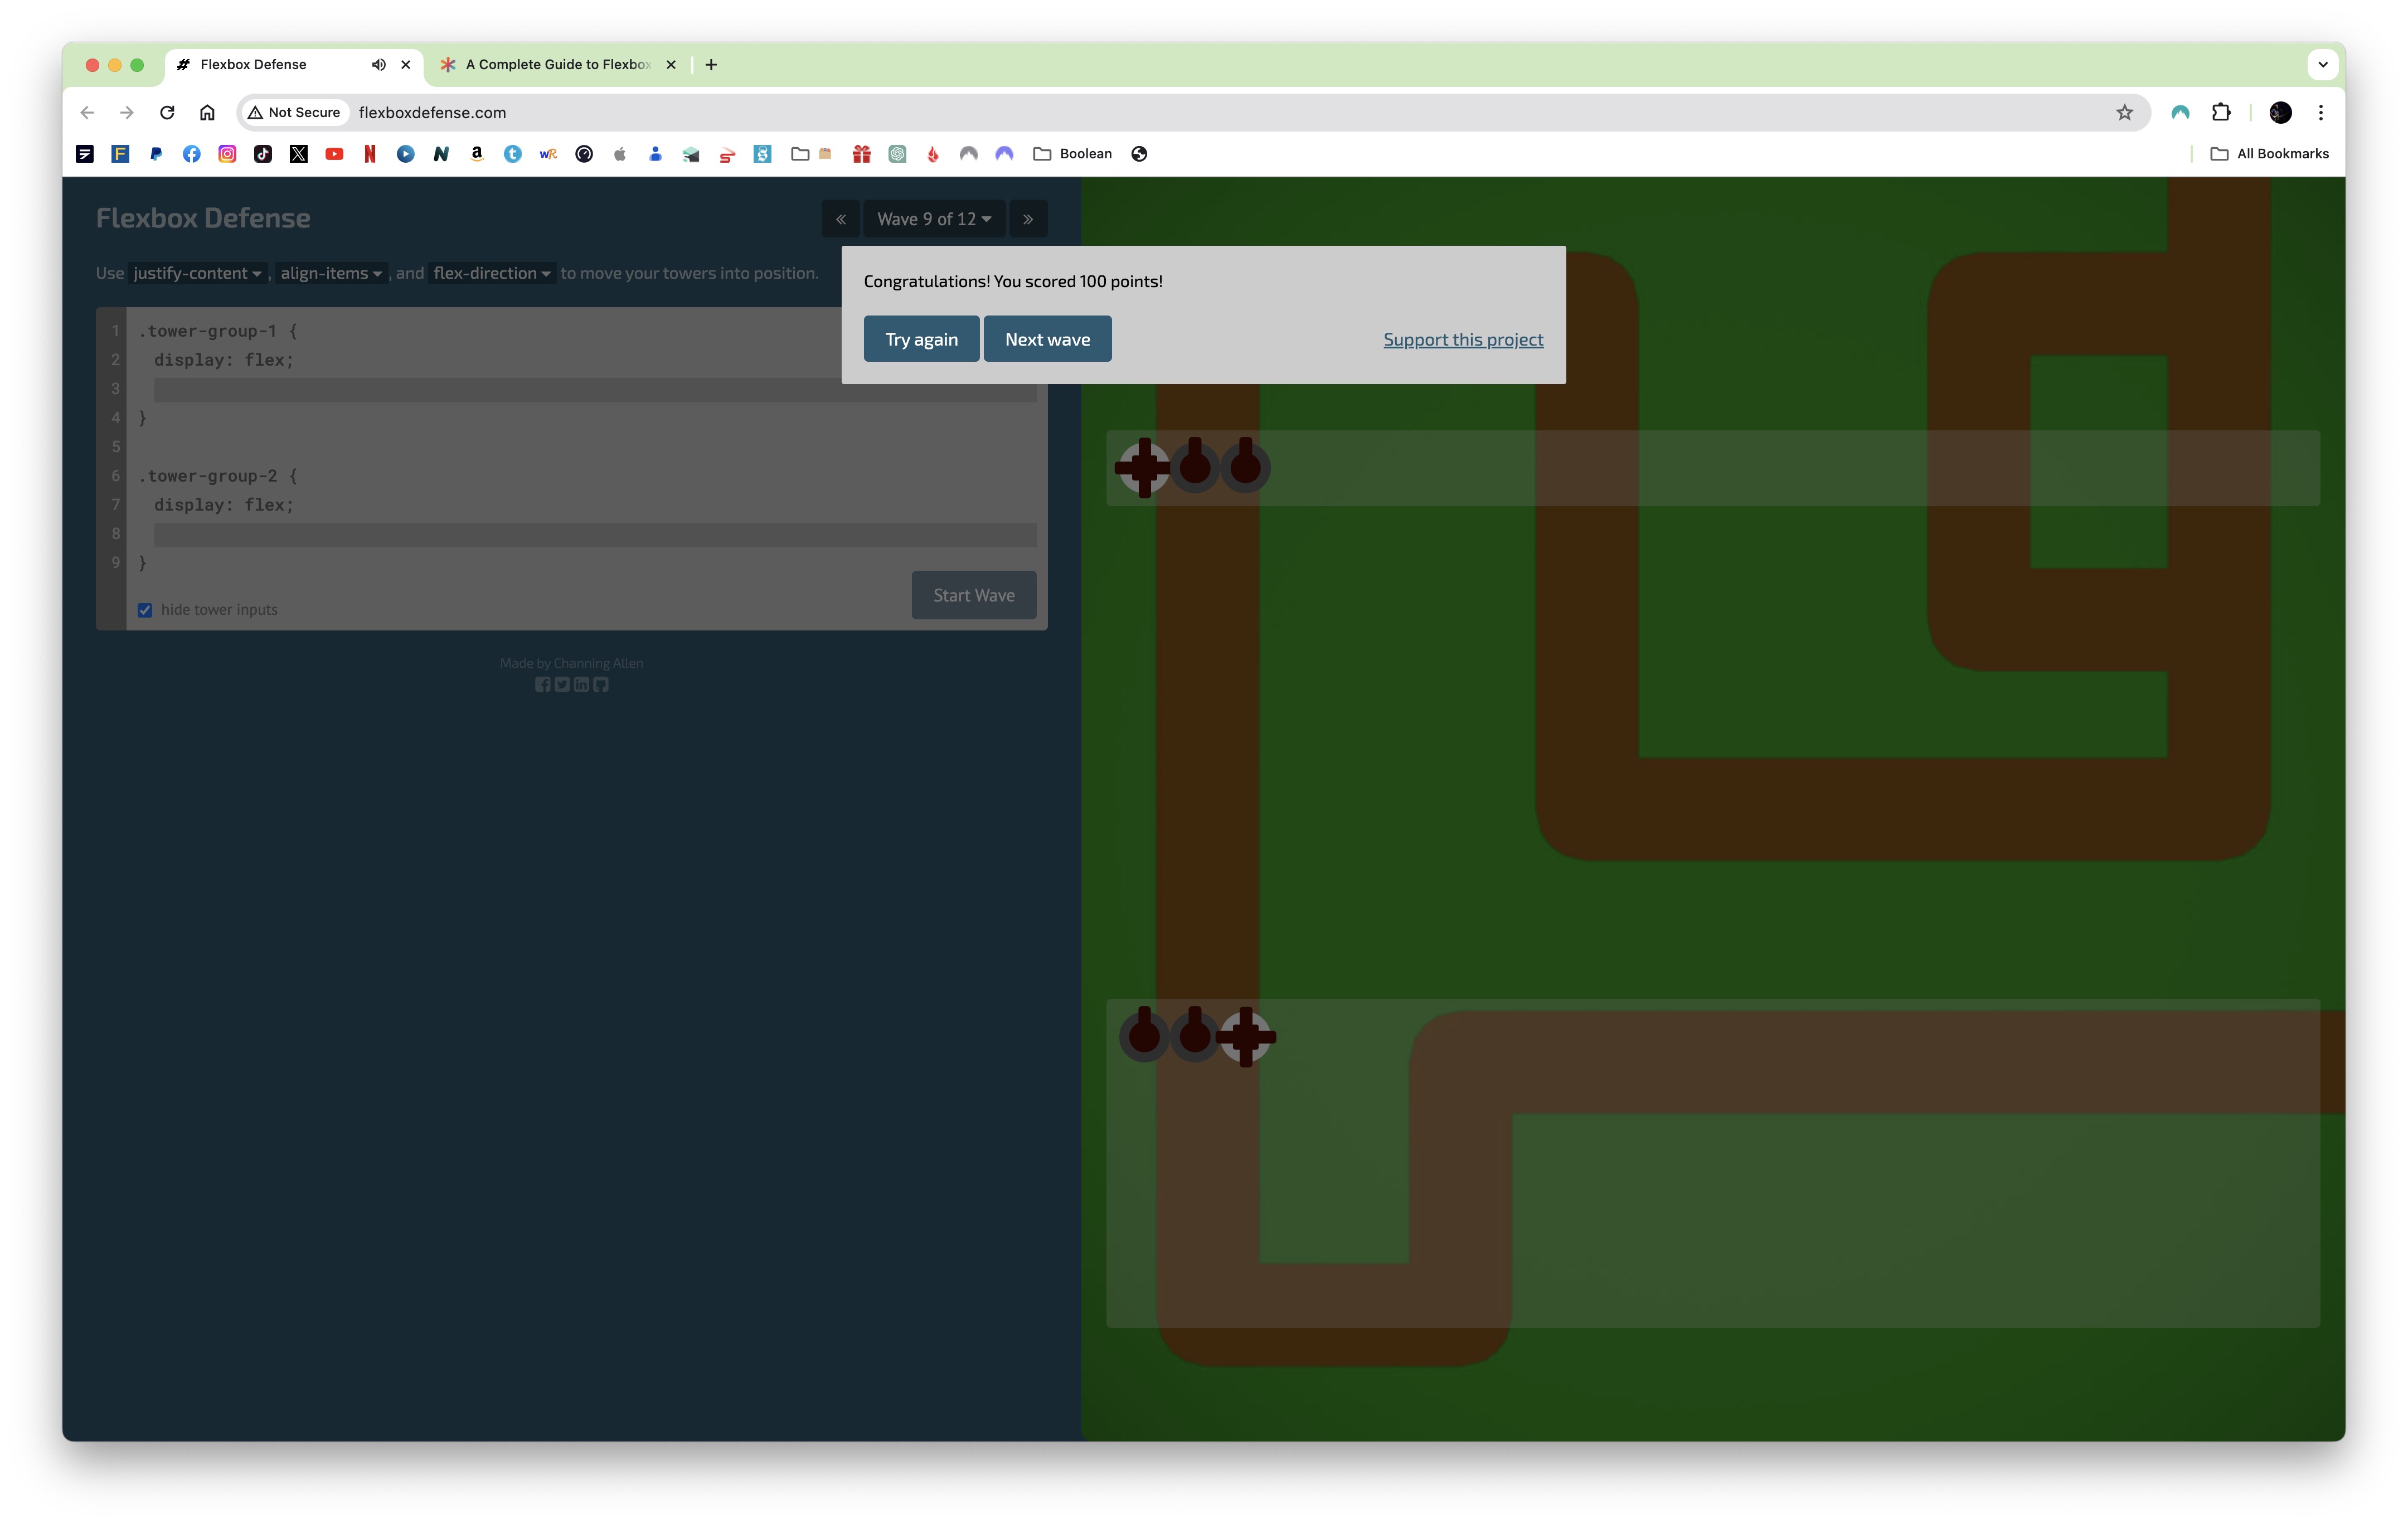 Flexbox Defense
A Complete Guide to Flexbox
Not Secure
flexboxdefense.com
Boolean
All Bookmarks
Flexbox Defense
« Wave 9 of 12 »
Use justify-content, align-items, and flex-direction to move your towers into position.
Congratulations! You scored 100 points!
Try again
Next wave
Support this project
1 .tower-group-1 {
2 display: flex;
3
4 }
5
6 .tower-group-2 {
7 display: flex;
8
9 }
hide tower inputs
Start Wave
Made by Channing Allen